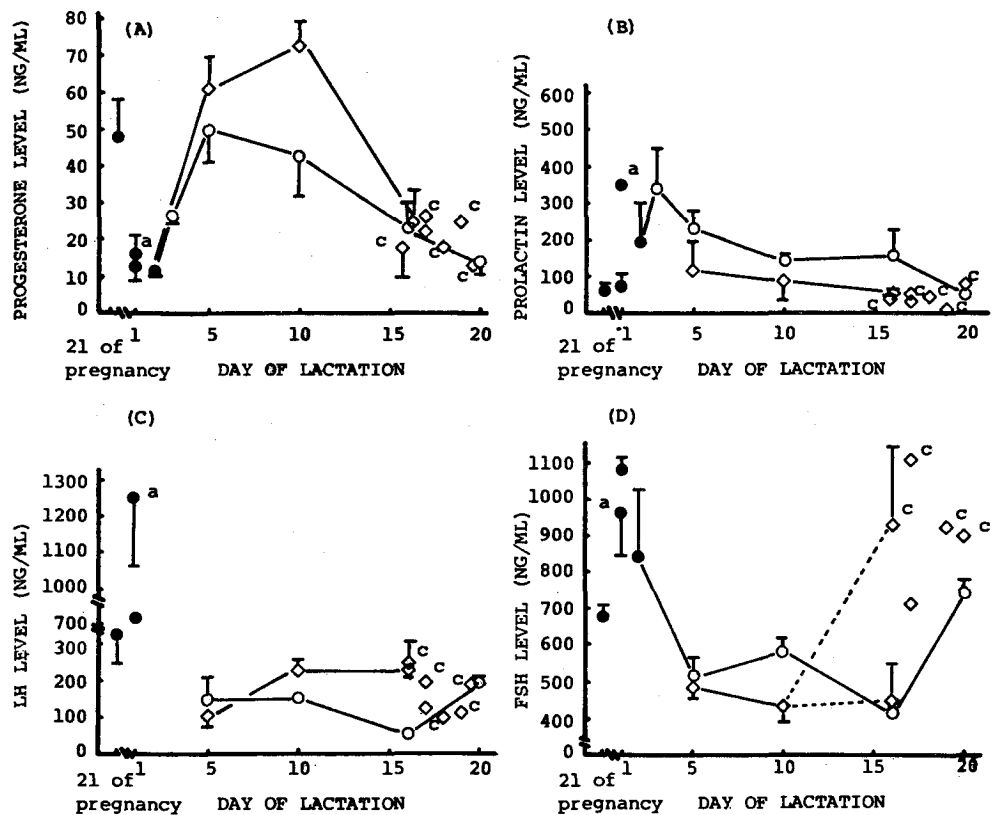 (A)
PROGESTERONE LEVEL (NG/ML)
80
70
60
50
40
30
20
10
0
a
c
c
c
c
c
1
5
10
15
20
21 of
pregnancy
DAY OF LACTATION
(B)
PROLACTIN LEVEL (NG/ML)
600
500
400
300
200
100
0
a
c
c
c
c
c
1
5
10
15
20
21 of
pregnancy
DAY OF LACTATION
(C)
LH LEVEL (NG/ML)
1300
1200
1100
1000
700
300
200
100
0
a
c
c
c
c
c
1
5
10
15
20
21 of
pregnancy
DAY OF LACTATION
(D)
FSH LEVEL (NG/ML)
1100
1000
900
800
700
600
500
400
0
a
c
c
c
c
1
5
10
15
20
21 of
pregnancy
DAY OF LACTATION